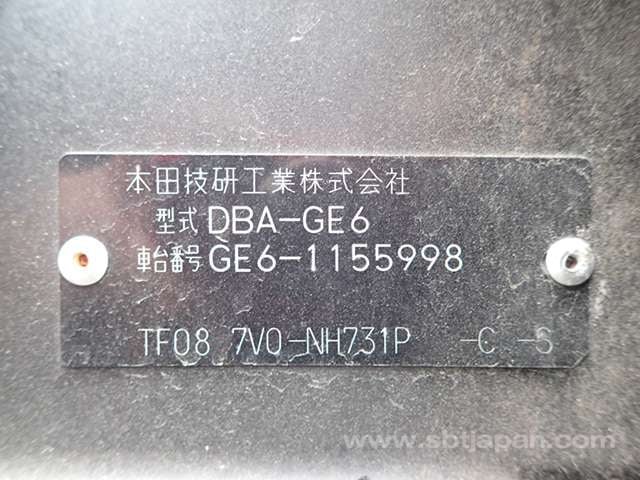 本田技研工業株式会社
型式 DBA-GE6
車台番号 GE6-1155998
TF08 7V0-NH731P -C -S
www.sbtjapan.com